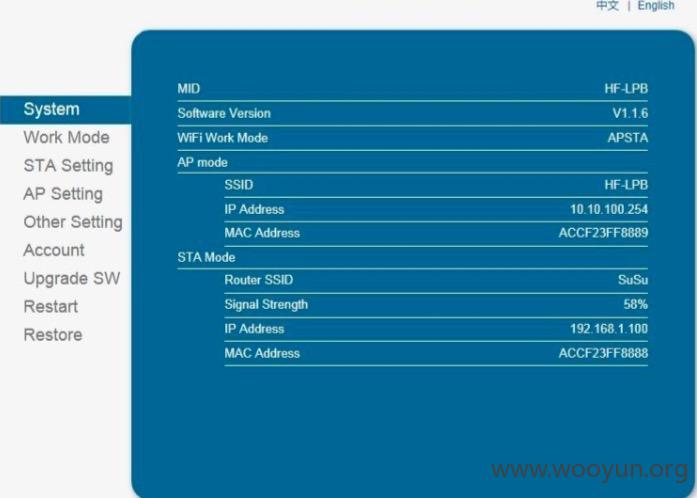 中文 | English
System
Work Mode
STA Setting
AP Setting
Other Setting
Account
Upgrade SW
Restart
Restore
MID HF-LPB
Software Version V1.1.6
WiFi Work Mode APSTA
AP mode
SSID HF-LPB
IP Address 10.10.100.254
MAC Address ACCF23FF8889
STA Mode
Router SSID SuSu
Signal Strength 58%
IP Address 192.168.1.100
MAC Address ACCF23FF8888
www.wooyun.org